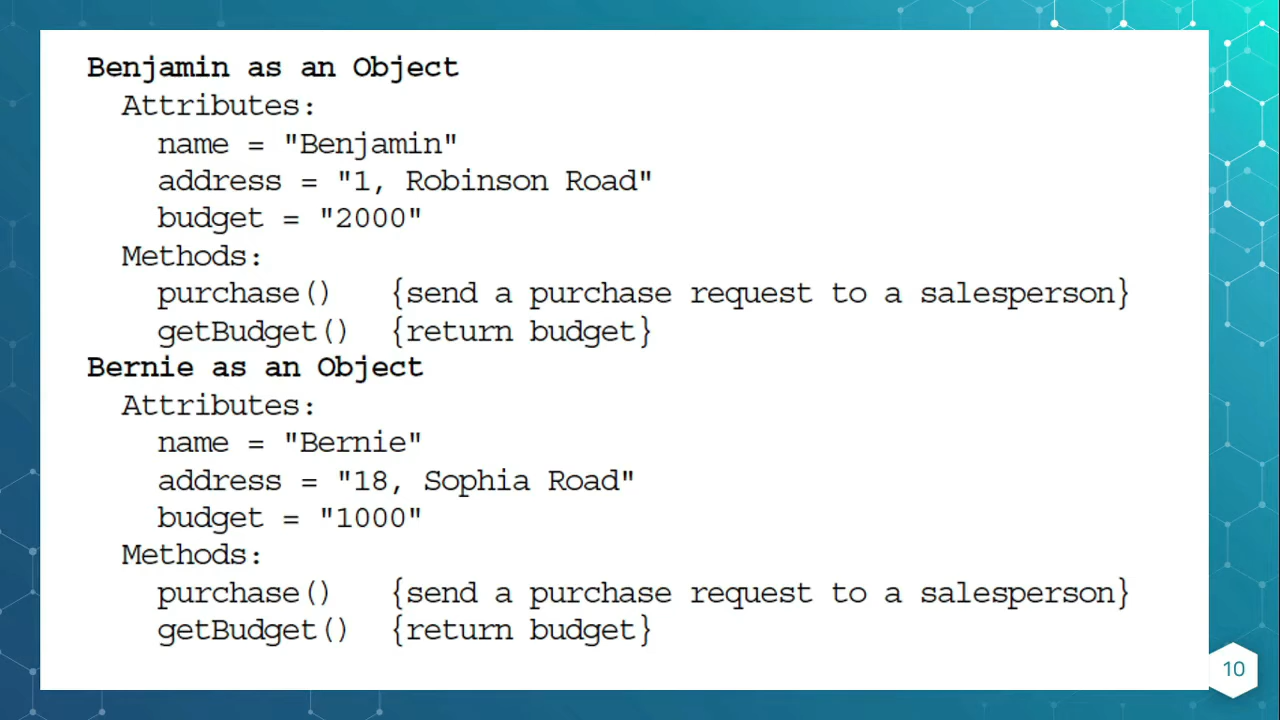 Benjamin as an Object
Attributes:
name = "Benjamin"
address = "1, Robinson Road"
budget = "2000"
Methods:
purchase() {send a purchase request to a salesperson}
getBudget() {return budget}
Bernie as an Object
Attributes:
name = "Bernie"
address = "18, Sophia Road"
budget = "1000"
Methods:
purchase() {send a purchase request to a salesperson}
getBudget() {return budget}
10